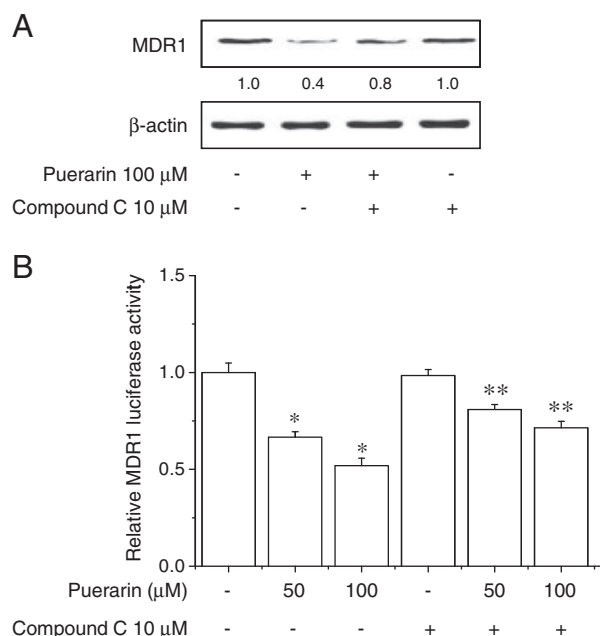 A
MDR1
1.0 0.4 0.8 1.0
β-actin
Puerarin 100 μM - + + -
Compound C 10 μM - - + +
B
Relative MDR1 luciferase activity
1.5
1.0
0.5
0.0
* * ** **
Puerarin (μM) - 50 100 - 50 100
Compound C 10 μM - - - + + +